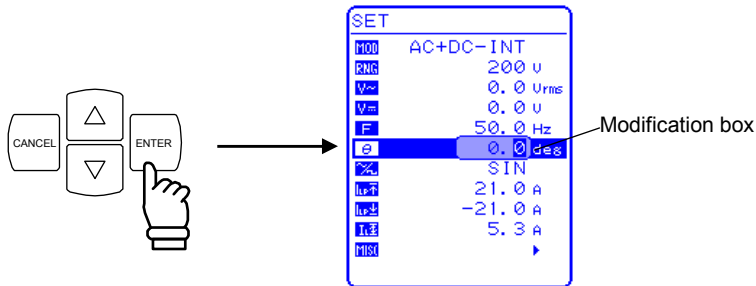 CANCEL
△
▽
ENTER
SET
MOD AC+DC-INT
RNG 200 V
V~ 0.0 Vrms
V⎓ 0.0 V
F 50.0 Hz
θ 0.0 deg
SIN
21.0 A
-21.0 A
5.3 A
MISC ▶
Modification box